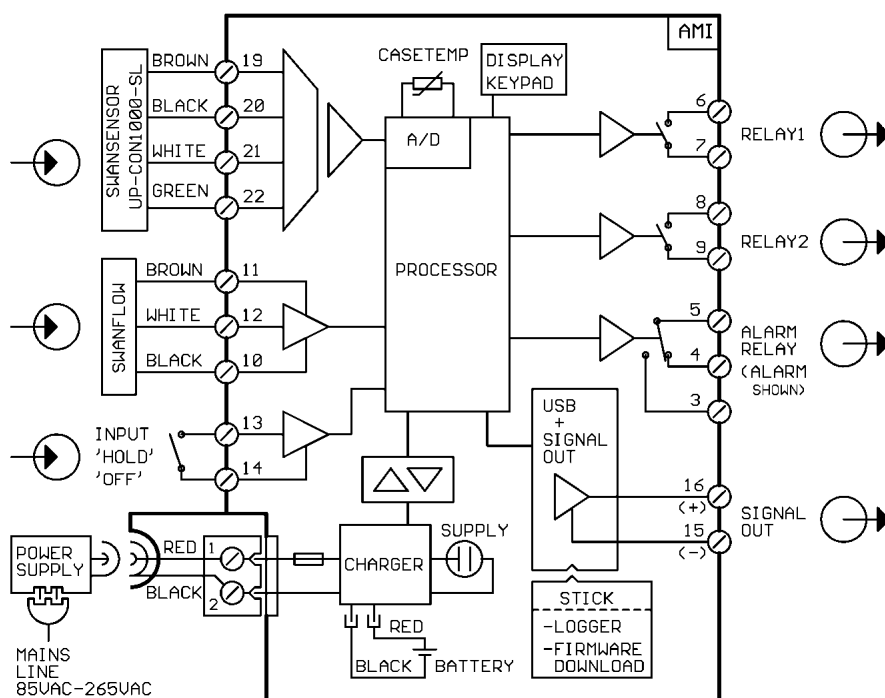 AMI
SWANSENSOR
UP-CON1000-SL
BROWN 19
BLACK 20
WHITE 21
GREEN 22
CASETEMP
DISPLAY
KEYPAD
A/D
PROCESSOR
6
7
RELAY1
8
9
RELAY2
SWANFLOW
BROWN 11
WHITE 12
BLACK 10
5
4
3
ALARM
RELAY
(ALARM
SHOWN)
INPUT
'HOLD'
'OFF'
13
14
USB
+
SIGNAL
OUT
16
(+)
15
(-)
SIGNAL
OUT
POWER
SUPPLY
RED
1
BLACK
2
CHARGER
SUPPLY
RED
BLACK
BATTERY
STICK
-LOGGER
-FIRMWARE
DOWNLOAD
MAINS
LINE
85VAC-265VAC